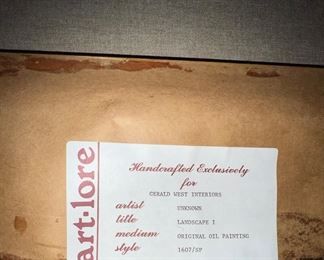 art·lore
Handcrafted Exclusively
for
GERALD WEST INTERIORS
artist UNKNOWN
title LANDSCAPE I
medium ORIGINAL OIL PAINTING
style 1607/SP